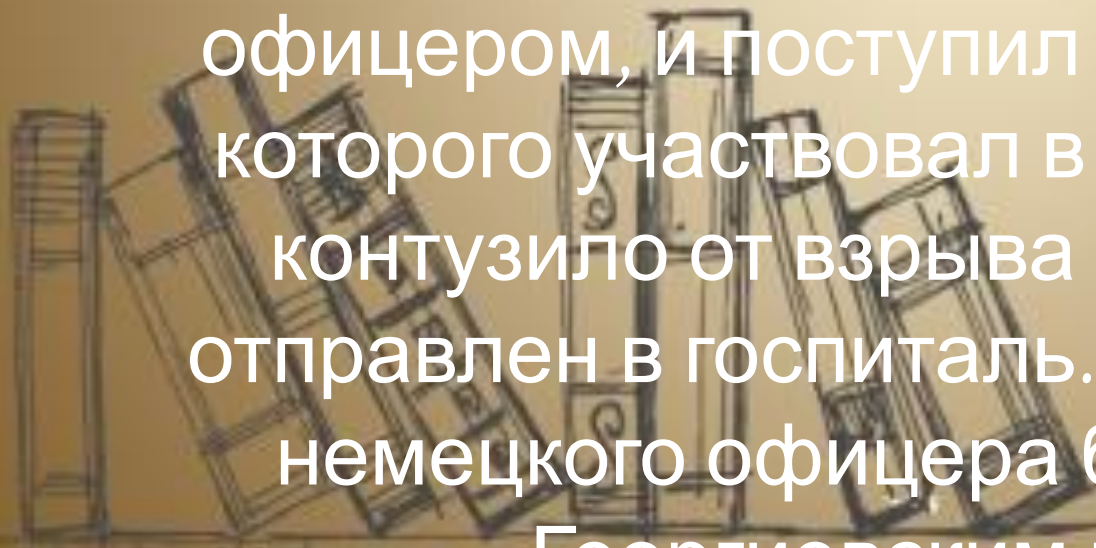 офицером, и поступил
которого участвовал в
контузило от взрыва
отправлен в госпиталь.
немецкого офицера